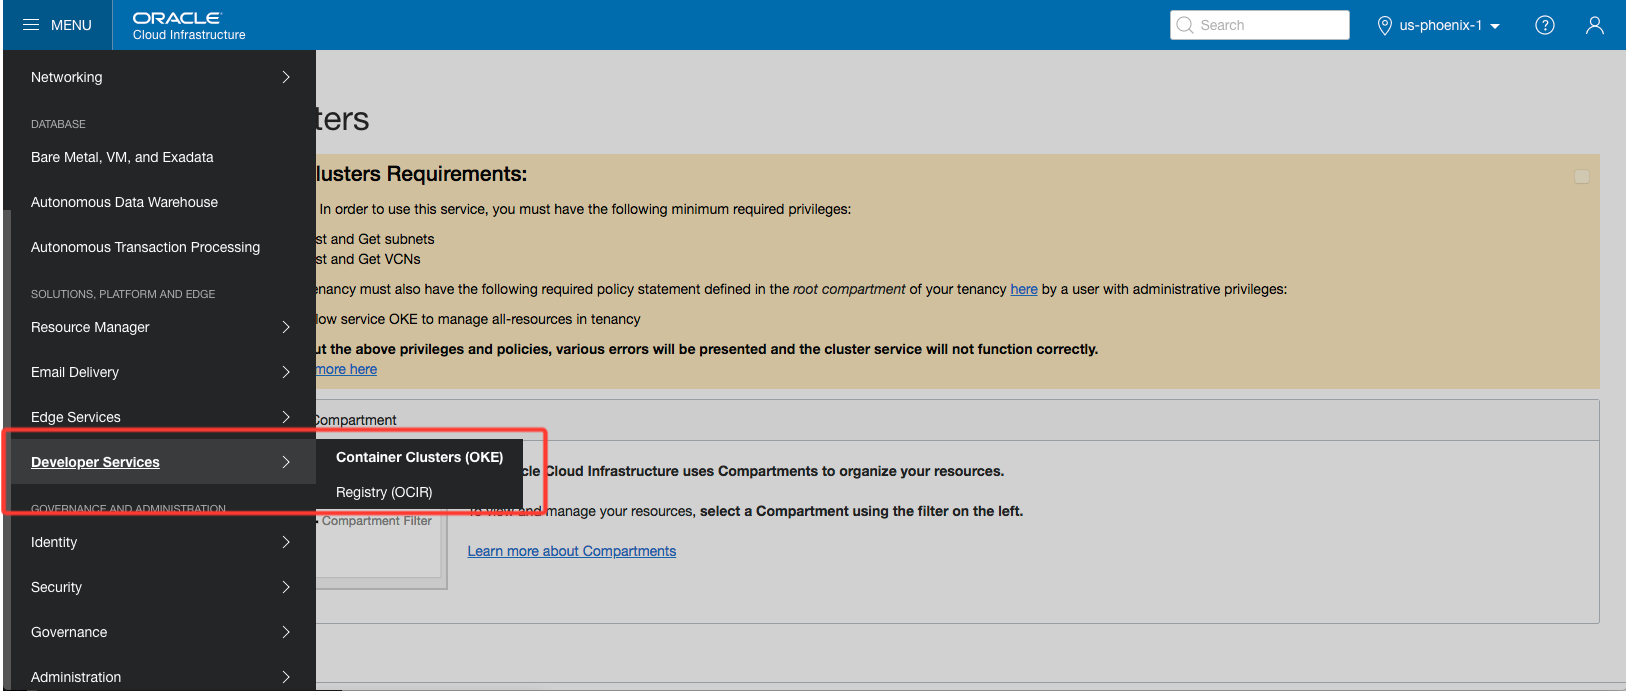 MENU
ORACLE
Cloud Infrastructure
Search
us-phoenix-1
Networking
DATABASE
Bare Metal, VM, and Exadata
Autonomous Data Warehouse
Autonomous Transaction Processing
SOLUTIONS, PLATFORM AND EDGE
Resource Manager
Email Delivery
Edge Services
Developer Services
Container Clusters (OKE)
Registry (OCIR)
GOVERNANCE AND ADMINISTRATION
Identity
Security
Governance
Administration
ters
lusters Requirements:
In order to use this service, you must have the following minimum required privileges:
st and Get subnets
st and Get VCNs
enancy must also have the following required policy statement defined in the root compartment of your tenancy here by a user with administrative privileges:
low service OKE to manage all-resources in tenancy
ut the above privileges and policies, various errors will be presented and the cluster service will not function correctly.
more here
Compartment
cle Cloud Infrastructure uses Compartments to organize your resources.
To view and manage your resources, select a Compartment using the filter on the left.
Compartment Filter
Learn more about Compartments